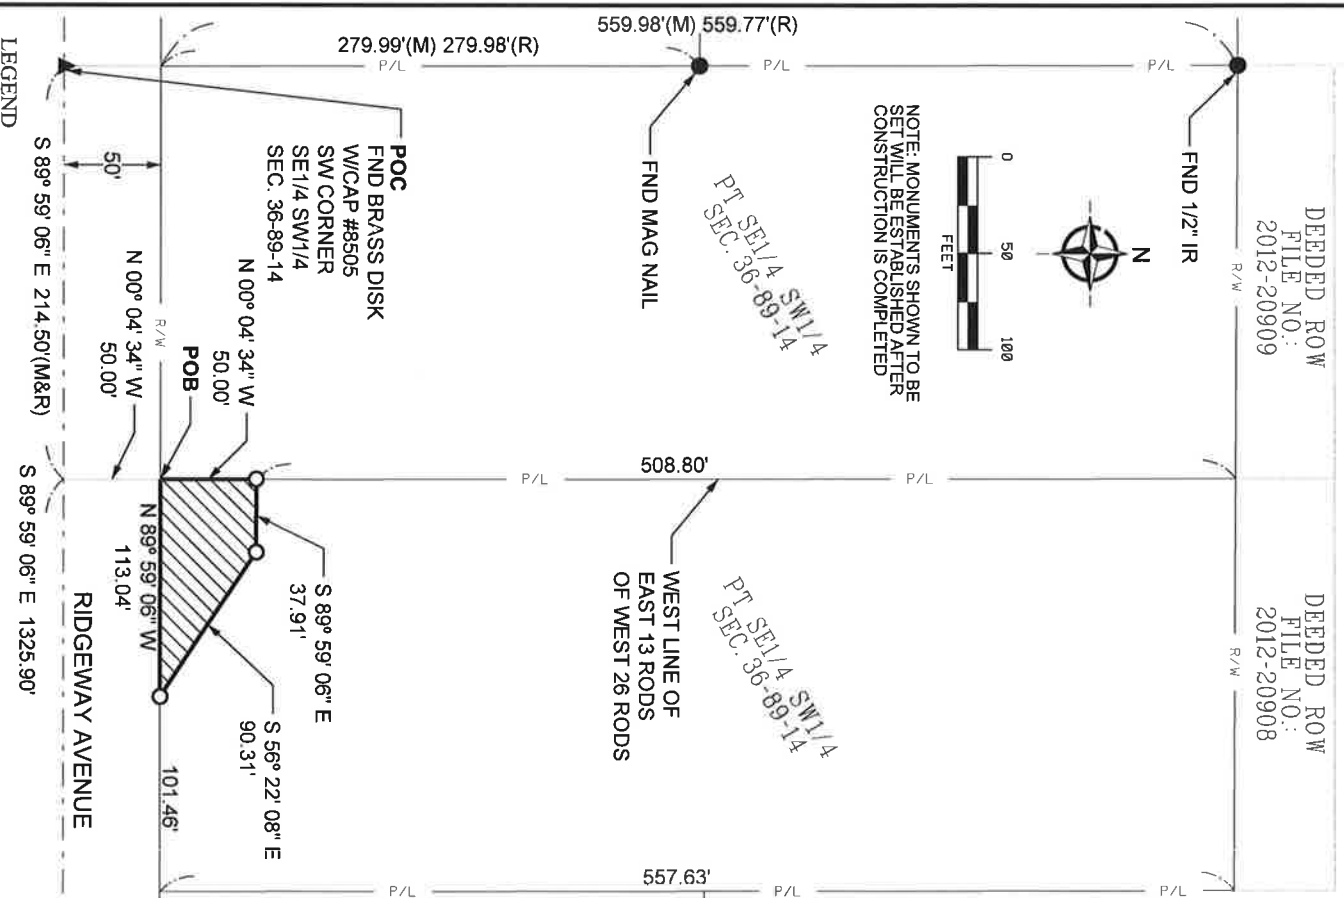 DEEDED ROW
FILE NO.:
2012-20909
DEEDED ROW
FILE NO.:
2012-20908
R/W
R/W
FND 1/2" IR
N
0
50
100
FEET
NOTE: MONUMENTS SHOWN TO BE
SET WILL BE ESTABLISHED AFTER
CONSTRUCTION IS COMPLETED
P/L
P/L
P/L
559.98'(M) 559.77'(R)
279.99'(M) 279.98'(R)
PT SE1/4 SW1/4
SEC. 36-89-14
FND MAG NAIL
P/L
P/L
508.80'
PT SE1/4 SW1/4
SEC. 36-89-14
WEST LINE OF
EAST 13 RODS
OF WEST 26 RODS
P/L
P/L
P/L
557.63'
POC
FND BRASS DISK
W/CAP #8505
SW CORNER
SE1/4 SW1/4
SEC. 36-89-14
N 00° 04' 34" W
50.00'
POB
S 89° 59' 06" E
37.91'
S 56° 22' 08" E
90.31'
R/W
N 89° 59' 06" W
113.04'
101.46'
50'
N 00° 04' 34" W
50.00'
RIDGEWAY AVENUE
S 89° 59' 06" E 214.50'(M&R)
S 89° 59' 06" E 1325.90'
LEGEND